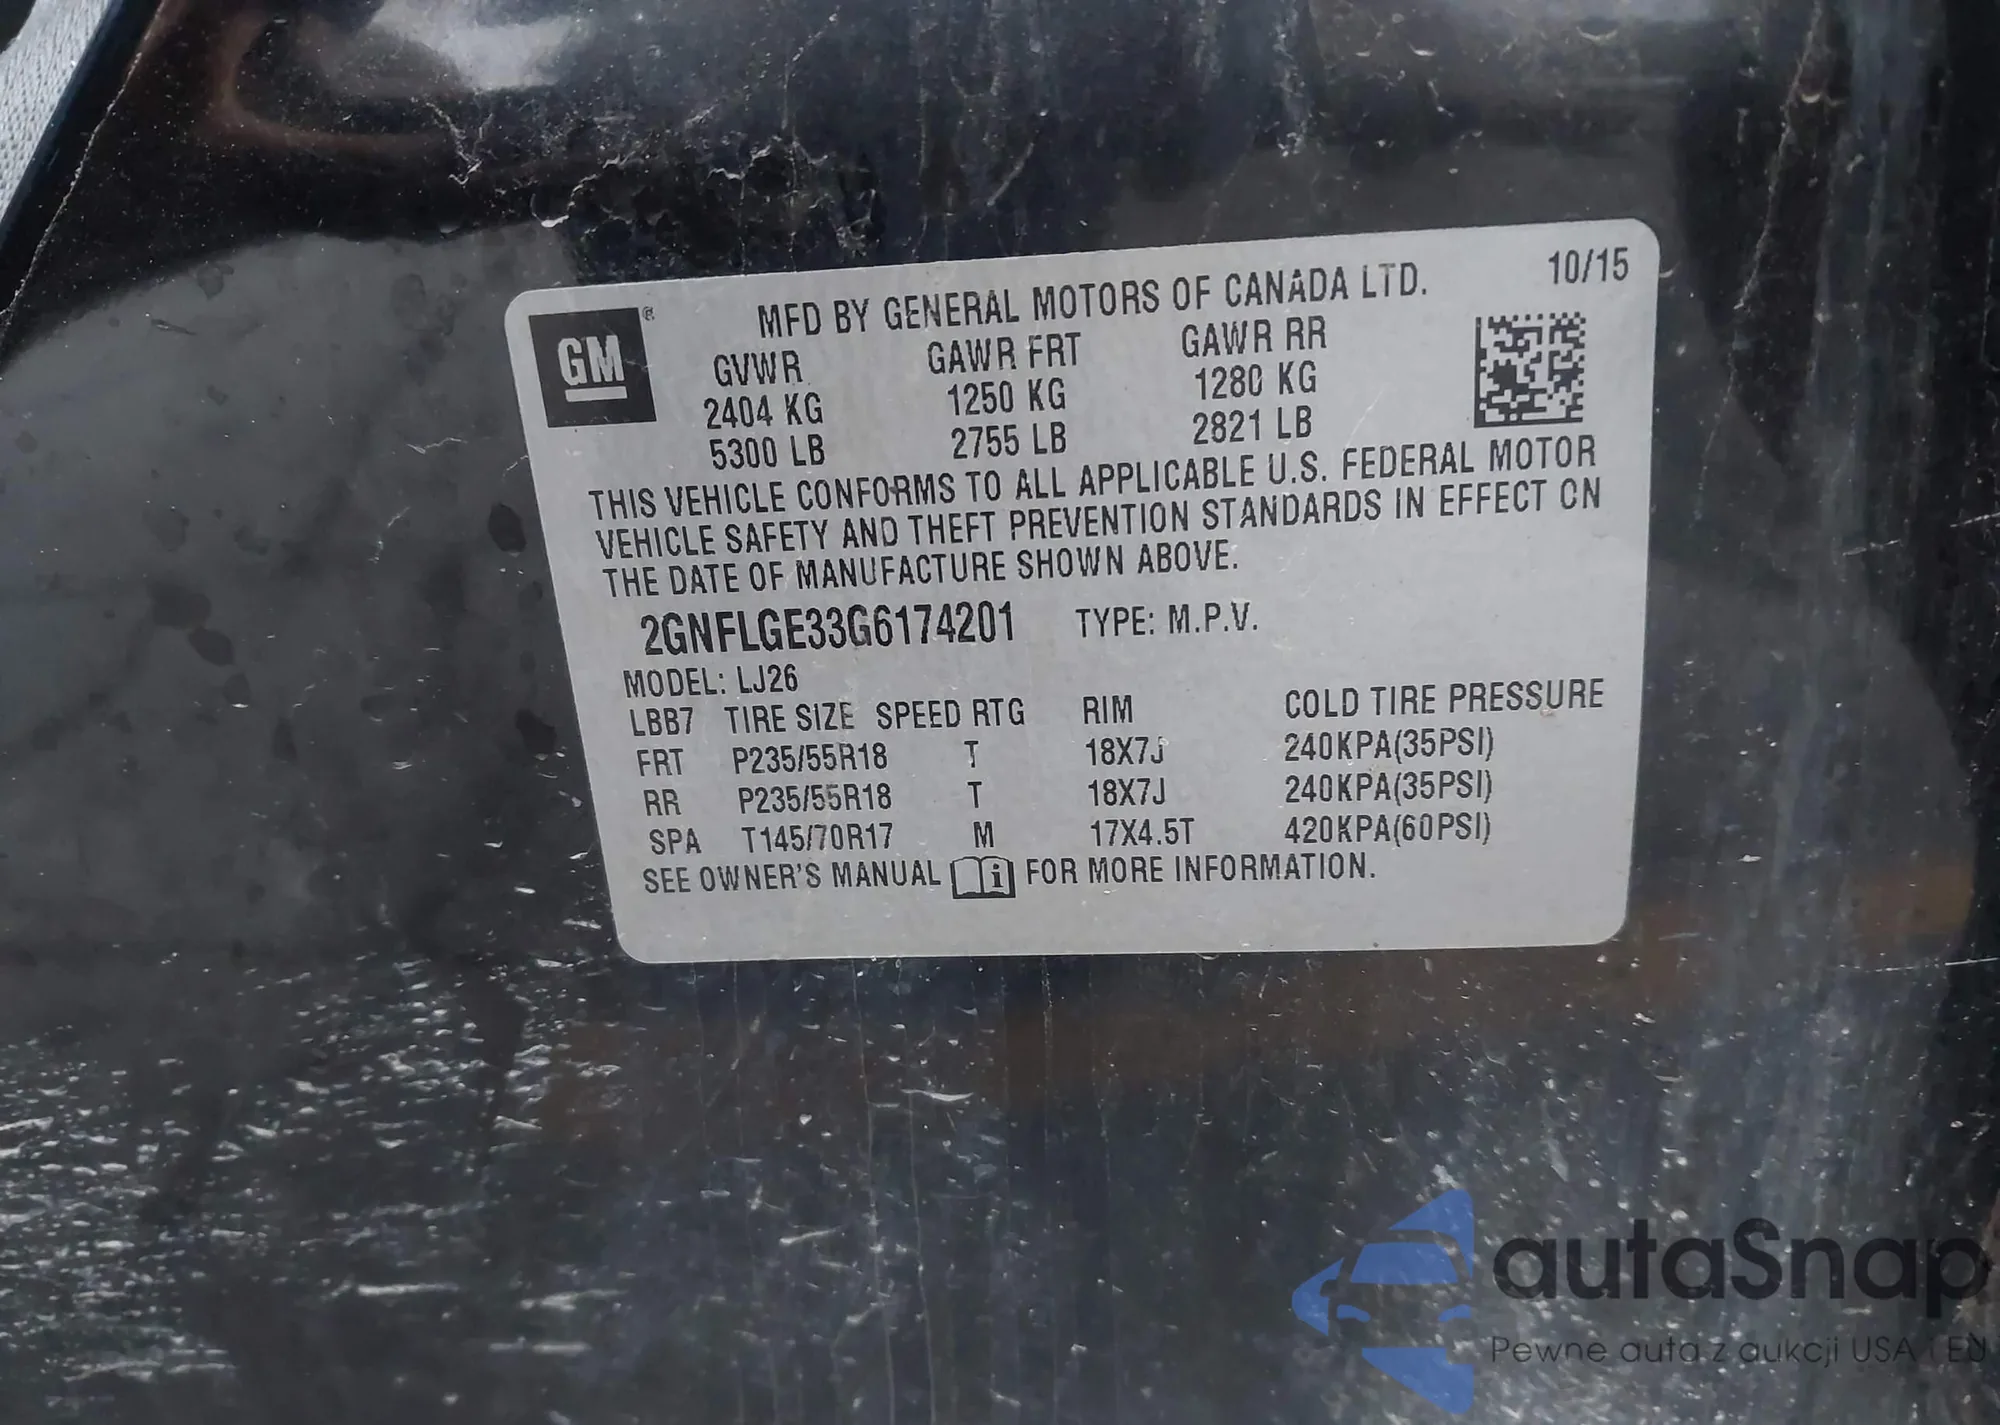 GM ®
MFD BY GENERAL MOTORS OF CANADA LTD. 10/15
GVWR GAWR FRT GAWR RR
2404 KG 1250 KG 1280 KG
5300 LB 2755 LB 2821 LB
THIS VEHICLE CONFORMS TO ALL APPLICABLE U.S. FEDERAL MOTOR
VEHICLE SAFETY AND THEFT PREVENTION STANDARDS IN EFFECT ON
THE DATE OF MANUFACTURE SHOWN ABOVE.
2GNFLGE33G6174201 TYPE: M.P.V.
MODEL: LJ26
LBB7 TIRE SIZE SPEED RTG RIM COLD TIRE PRESSURE
FRT P235/55R18 T 18X7J 240KPA(35PSI)
RR P235/55R18 T 18X7J 240KPA(35PSI)
SPA T145/70R17 M 17X4.5T 420KPA(60PSI)
SEE OWNER'S MANUAL i FOR MORE INFORMATION.
autaSnap
Pewne auta z aukcji USA i EU